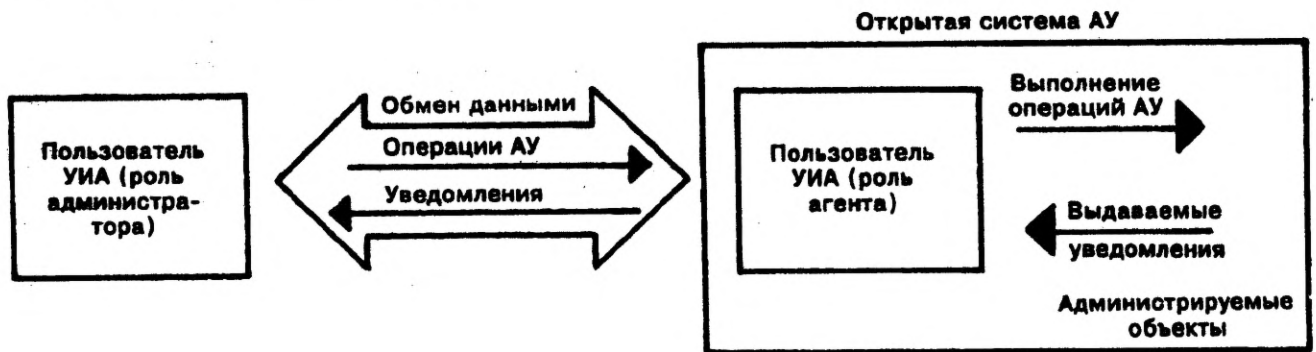 Открытая система АУ
Пользователь
УИА (роль
администра-
тора)
Обмен данными
Операции АУ
Уведомления
Пользователь
УИА (роль
агента)
Выполнение
операций АУ
Выдаваемые
уведомления
Администрируемые
объекты